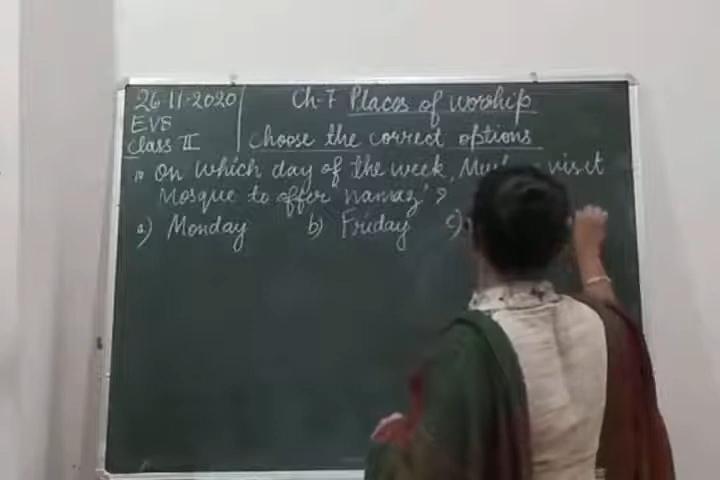 26-11-2020 Ch-7 Places of worship
EVS
Class II Choose the correct options
1) On which day of the week, visit
Mosque to offer namaz'?
a) Monday b) Friday c)